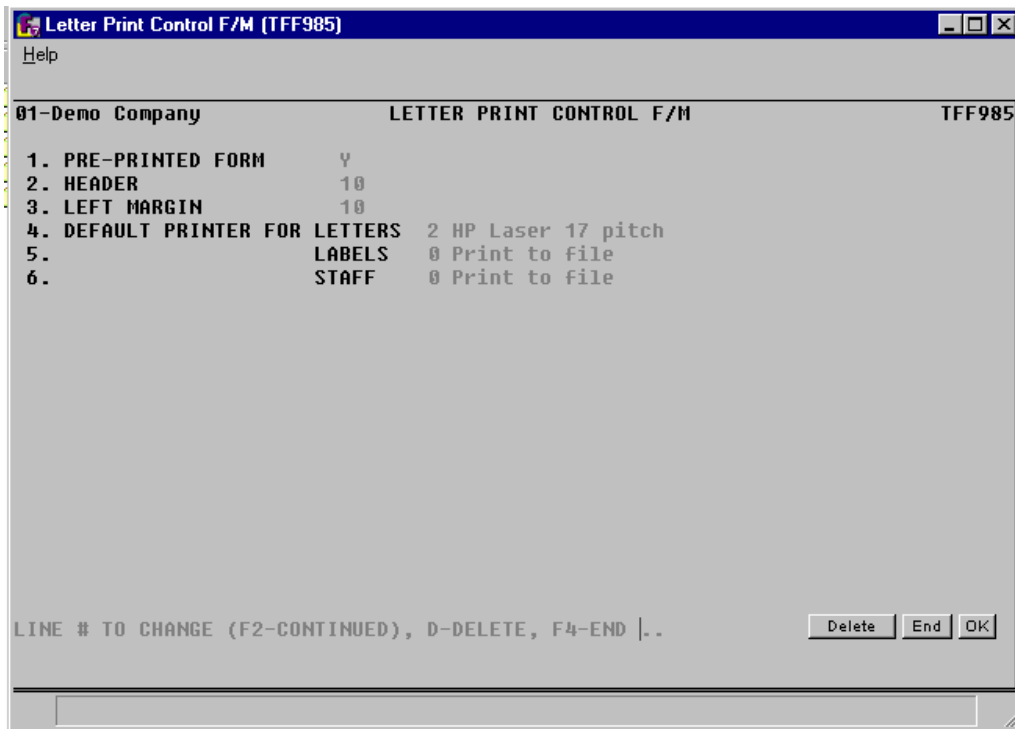 Letter Print Control F/M (TFF985)
Help
01-Demo Company LETTER PRINT CONTROL F/M TFF985
1. PRE-PRINTED FORM Y
2. HEADER 10
3. LEFT MARGIN 10
4. DEFAULT PRINTER FOR LETTERS 2 HP Laser 17 pitch
5. LABELS 0 Print to file
6. STAFF 0 Print to file
LINE # TO CHANGE (F2-CONTINUED), D-DELETE, F4-END .. Delete End OK